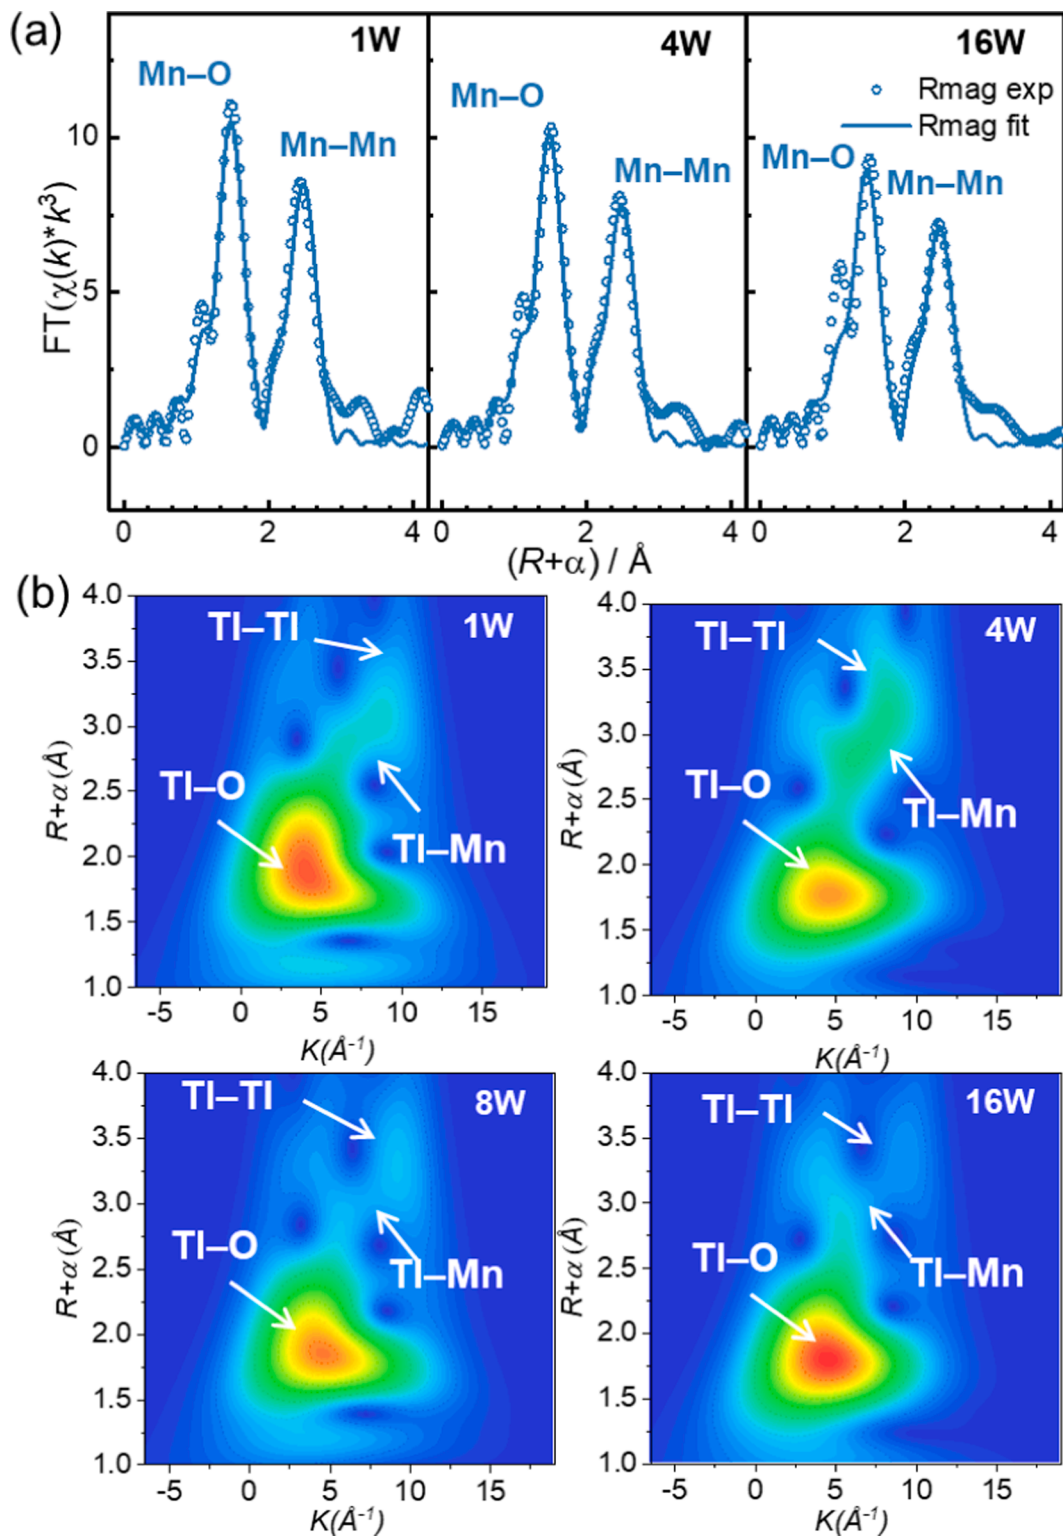 (a)
1W
4W
16W
Mn–O
Mn–Mn
Mn–O
Mn–Mn
Mn–O
Mn–Mn
Rmag exp
Rmag fit
FT(χ(k)*k³)
10
5
0
0 2 4 0 2 4 0 2 4
(R+α) / Å
(b)
1W
Tl–Tl
Tl–O
Tl–Mn
R+α (Å)
4.0
3.5
3.0
2.5
2.0
1.5
1.0
-5 0 5 10 15
K(Å⁻¹)
4W
Tl–Tl
Tl–O
Tl–Mn
R+α (Å)
4.0
3.5
3.0
2.5
2.0
1.5
1.0
-5 0 5 10 15
K(Å⁻¹)
8W
Tl–Tl
Tl–O
Tl–Mn
R+α (Å)
4.0
3.5
3.0
2.5
2.0
1.5
1.0
-5 0 5 10 15
K(Å⁻¹)
16W
Tl–Tl
Tl–O
Tl–Mn
R+α (Å)
4.0
3.5
3.0
2.5
2.0
1.5
1.0
-5 0 5 10 15
K(Å⁻¹)